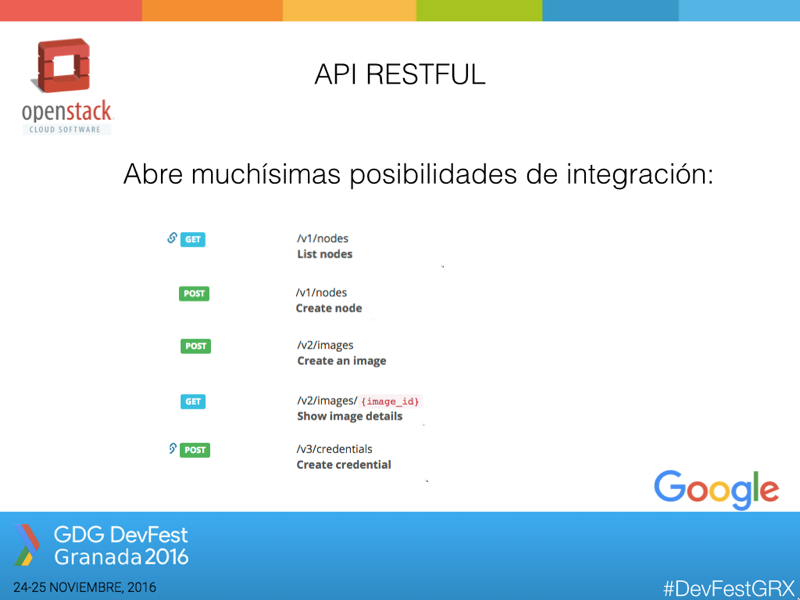 openstack
CLOUD SOFTWARE
API RESTFUL
Abre muchísimas posibilidades de integración:
GET /v1/nodes
List nodes
POST /v1/nodes
Create node
POST /v2/images
Create an image
GET /v2/images/ {image_id}
Show image details
POST /v3/credentials
Create credential
Google
GDG DevFest
Granada2016
24-25 NOVIEMBRE, 2016
#DevFestGRX